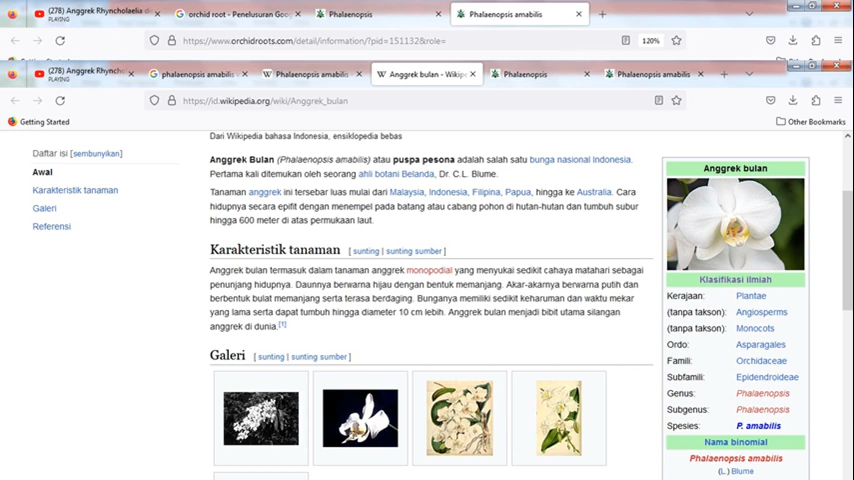 (278) Anggrek Rhyncholaelia d
PLAYING
orchid root - Penelusuran Goo
Phalaenopsis
Phalaenopsis amabilis
https://www.orchidroots.com/detail/information/?pid=151132&role=
120%
(278) Anggrek Rhyncho
PLAYING
phalaenopsis amabilis
Phalaenopsis amabilis
Anggrek bulan - Wikip
Phalaenopsis
Phalaenopsis amabilis
https://id.wikipedia.org/wiki/Anggrek_bulan
Getting Started
Other Bookmarks
Daftar isi [sembunyikan]
Awal
Karakteristik tanaman
Galeri
Referensi
Dari Wikipedia bahasa Indonesia, ensiklopedia bebas
Anggrek Bulan (Phalaenopsis amabilis) atau puspa pesona adalah salah satu bunga nasional Indonesia.
Pertama kali ditemukan oleh seorang ahli botani Belanda, Dr. C.L. Blume.
Tanaman anggrek ini tersebar luas mulai dari Malaysia, Indonesia, Filipina, Papua, hingga ke Australia. Cara
hidupnya secara epifit dengan menempel pada batang atau cabang pohon di hutan-hutan dan tumbuh subur
hingga 600 meter di atas permukaan laut.
Karakteristik tanaman [ sunting | sunting sumber ]
Anggrek bulan termasuk dalam tanaman anggrek monopodial yang menyukai sedikit cahaya matahari sebagai
penunjang hidupnya. Daunnya berwarna hijau dengan bentuk memanjang. Akar-akarnya berwarna putih dan
berbentuk bulat memanjang serta terasa berdaging. Bunganya memiliki sedikit keharuman dan waktu mekar
yang lama serta dapat tumbuh hingga diameter 10 cm lebih. Anggrek bulan menjadi bibit utama silangan
anggrek di dunia.[1]
Galeri [ sunting | sunting sumber ]
Anggrek bulan
Klasifikasi ilmiah
Kerajaan: Plantae
(tanpa takson): Angiosperms
(tanpa takson): Monocots
Ordo: Asparagales
Famili: Orchidaceae
Subfamili: Epidendroideae
Genus: Phalaenopsis
Subgenus: Phalaenopsis
Spesies: P. amabilis
Nama binomial
Phalaenopsis amabilis
(L.) Blume